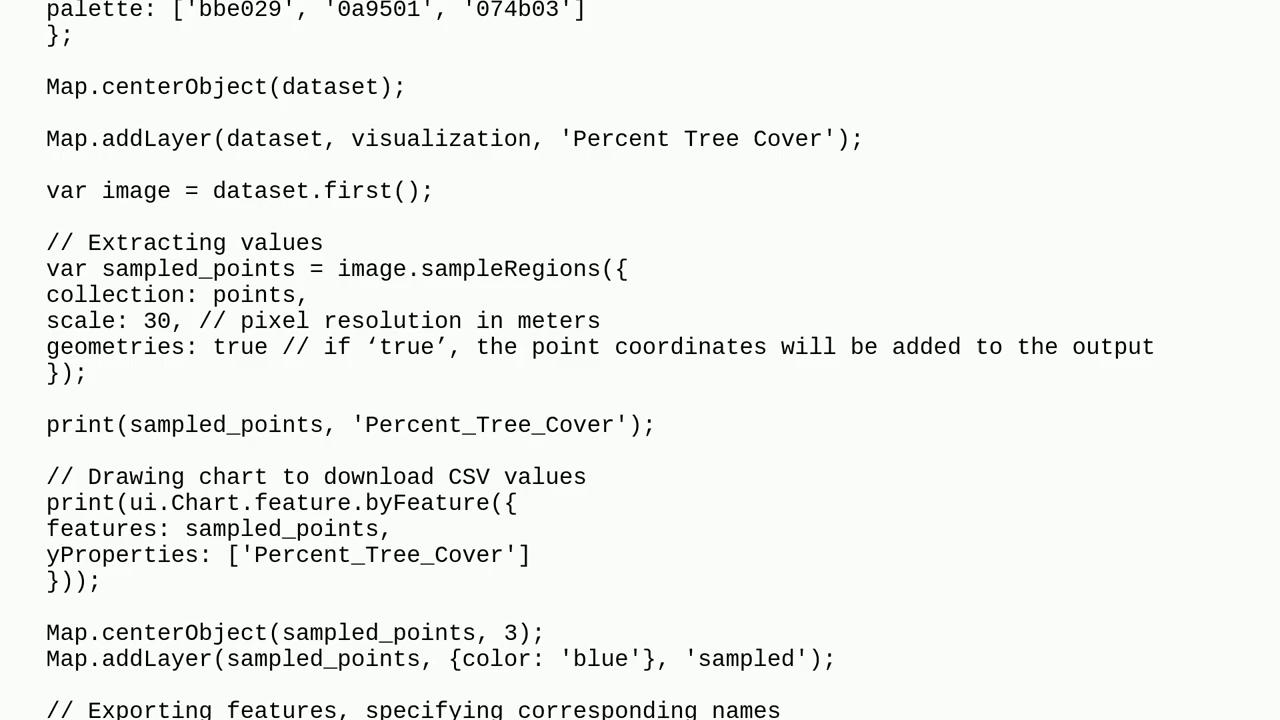 palette: ['bbe029', '0a9501', '074b03']
};
Map.centerObject(dataset);
Map.addLayer(dataset, visualization, 'Percent Tree Cover');
var image = dataset.first();
// Extracting values
var sampled_points = image.sampleRegions({
collection: points,
scale: 30, // pixel resolution in meters
geometries: true // if ‘true’, the point coordinates will be added to the output
});
print(sampled_points, 'Percent_Tree_Cover');
// Drawing chart to download CSV values
print(ui.Chart.feature.byFeature({
features: sampled_points,
yProperties: ['Percent_Tree_Cover']
}));
Map.centerObject(sampled_points, 3);
Map.addLayer(sampled_points, {color: 'blue'}, 'sampled');
// Exporting features, specifying corresponding names